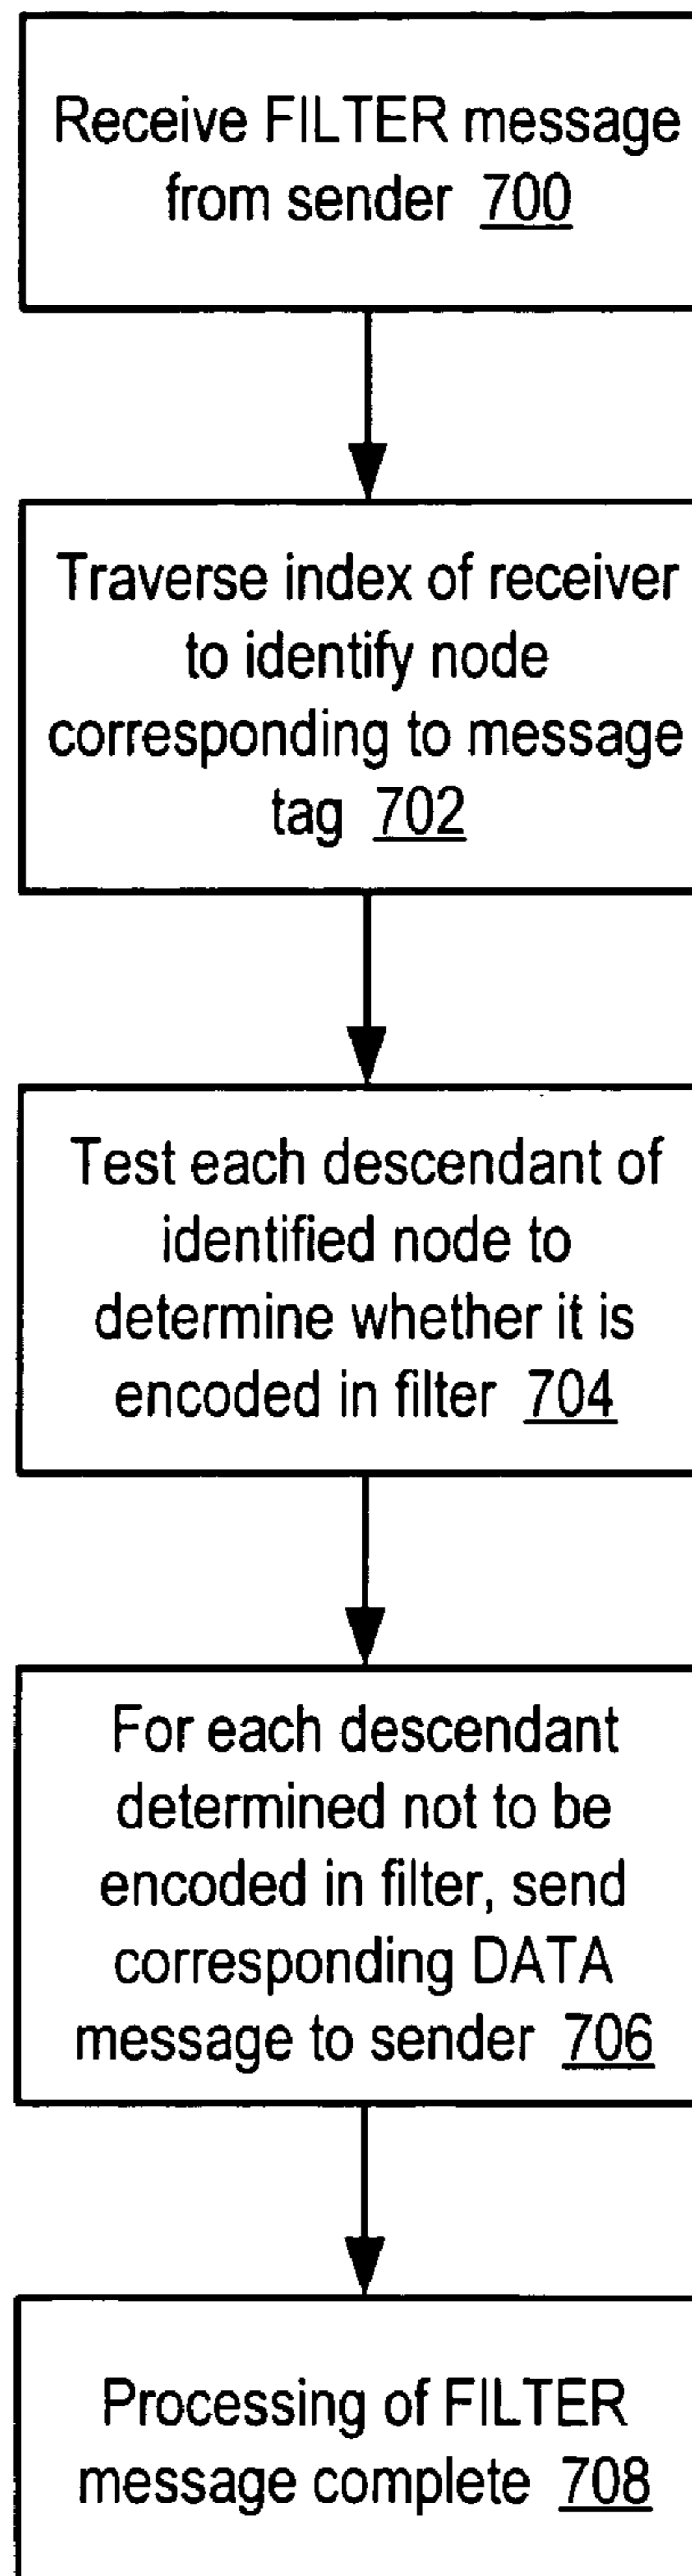 Receive FILTER message
from sender 700
Traverse index of receiver
to identify node
corresponding to message
tag 702
Test each descendant of
identified node to
determine whether it is
encoded in filter 704
For each descendant
determined not to be
encoded in filter, send
corresponding DATA
message to sender 706
Processing of FILTER
message complete 708